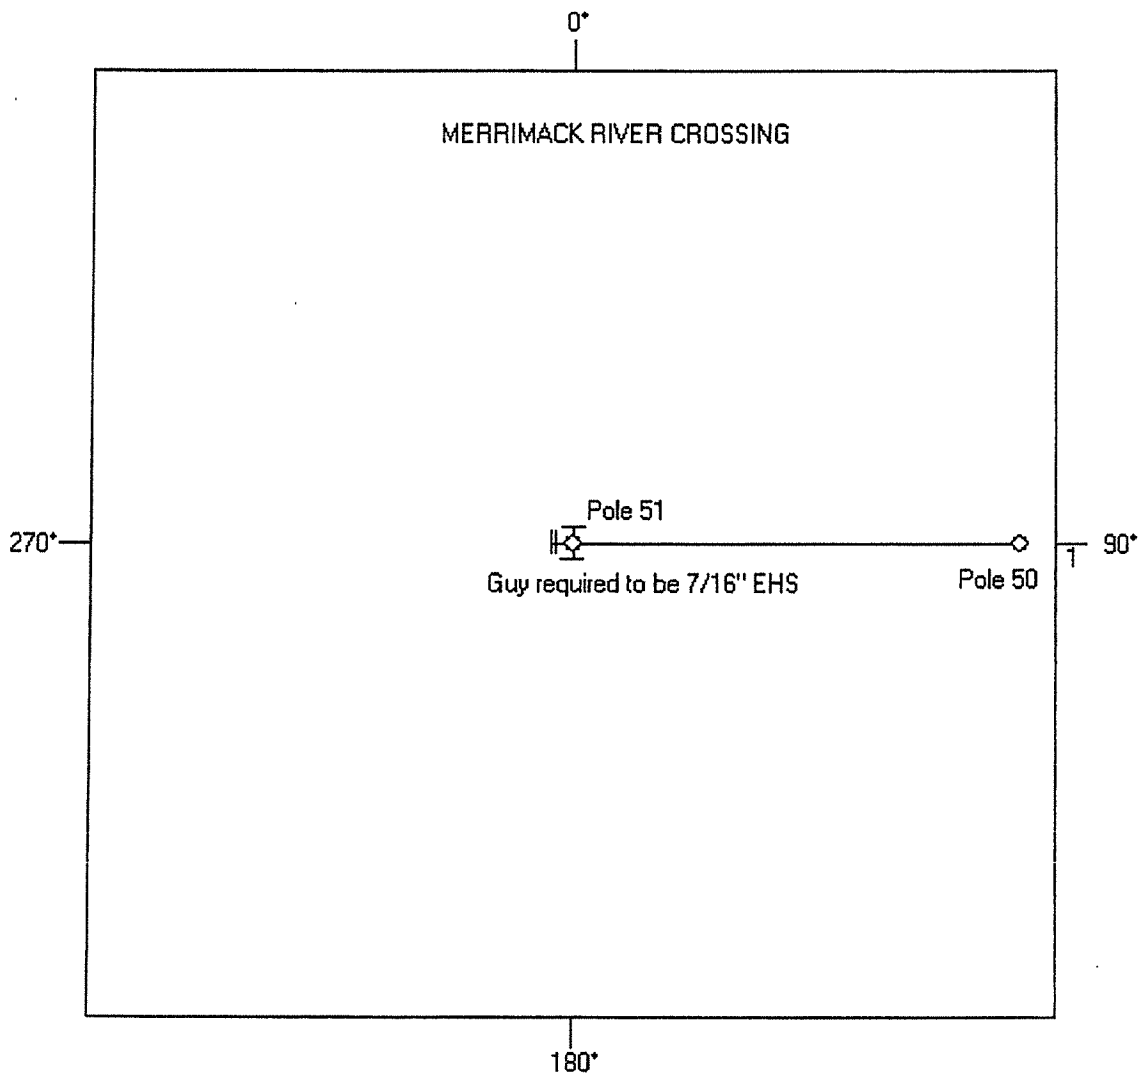 0°
MERRIMACK RIVER CROSSING
Pole 51
270°
90°
1
Guy required to be 7/16" EHS
Pole 50
180°